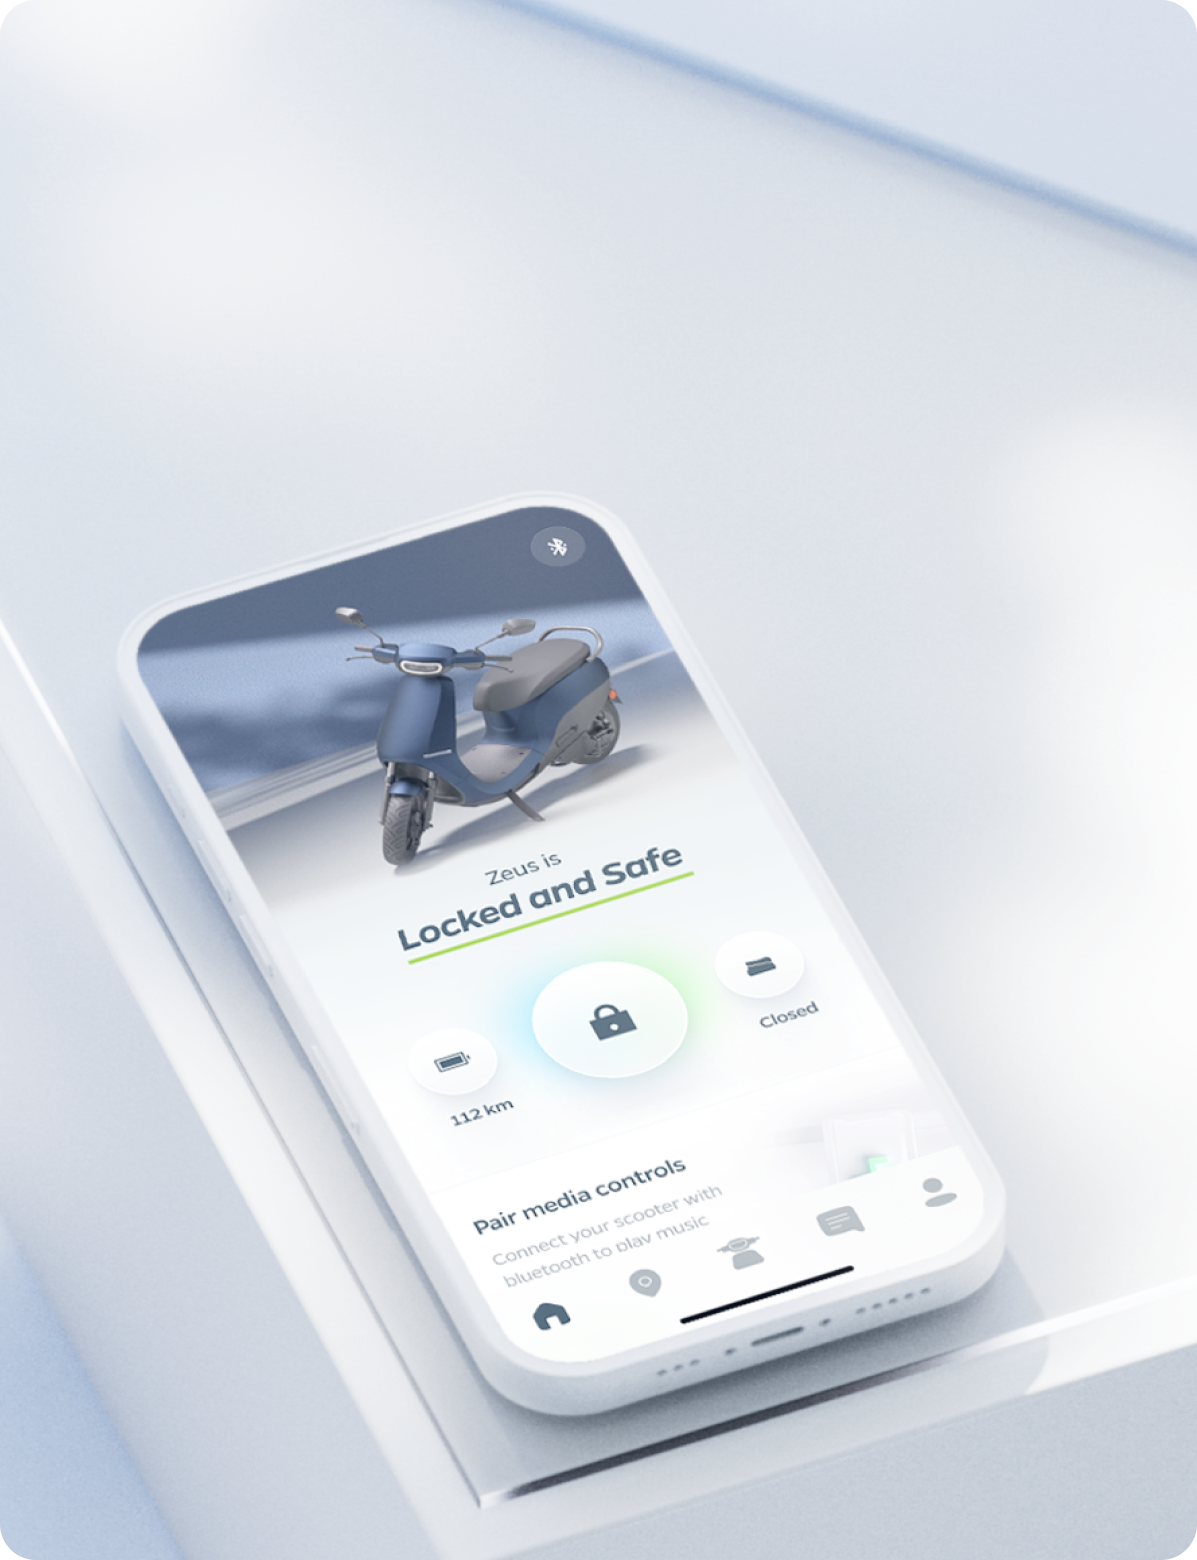 Zeus is
Locked and Safe
Closed
112 km
Pair media controls
Connect your scooter with
bluetooth to play music